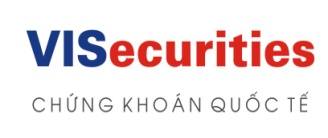 VISecurities
CHỨNG KHOÁN QUỐC TẾ